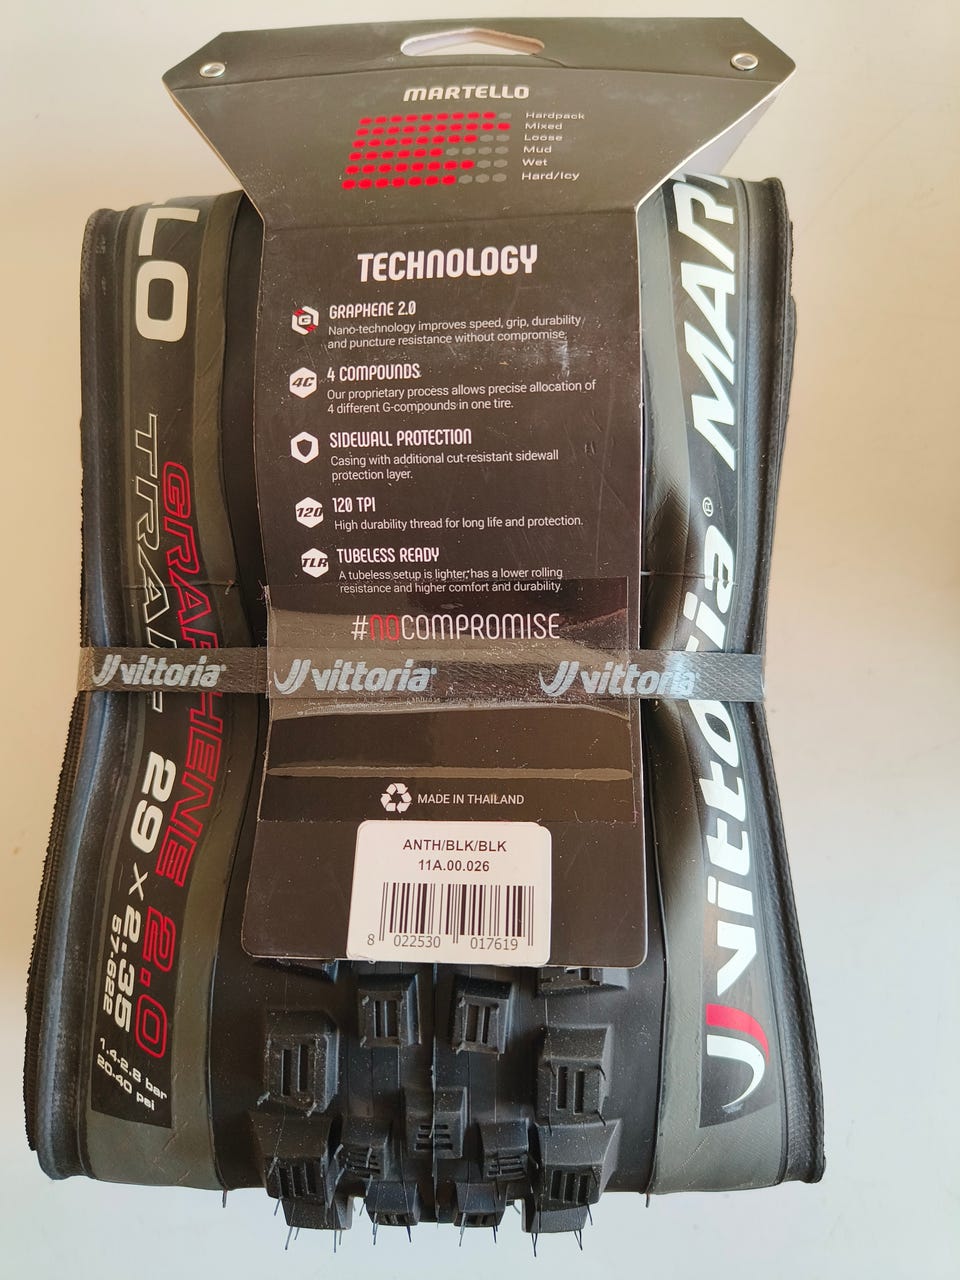 MARTELLO
Hardpack
Mixed
Loose
Mud
Wet
Hard/Icy
TECHNOLOGY
G
GRAPHENE 2.0
Nano-technology improves speed, grip, durability
and puncture resistance without compromise.
4C
4 COMPOUNDS
Our proprietary process allows precise allocation of
4 different G-compounds in one tire.
SIDEWALL PROTECTION
Casing with additional cut-resistant sidewall
protection layer.
120
120 TPI
High durability thread for long life and protection.
TLR
TUBELESS READY
A tubeless setup is lighter, has a lower rolling
resistance and higher comfort and durability.
#NOCOMPROMISE
vittoria®
vittoria®
vittoria®
MADE IN THAILAND
ANTH/BLK/BLK
11A.00.026
8 022530 017619
LO
TRAIL 29 x 2.35
GRAPHENE 2.0
57-622
1.4-2.8 bar
20-40 psi
vittoria® MART